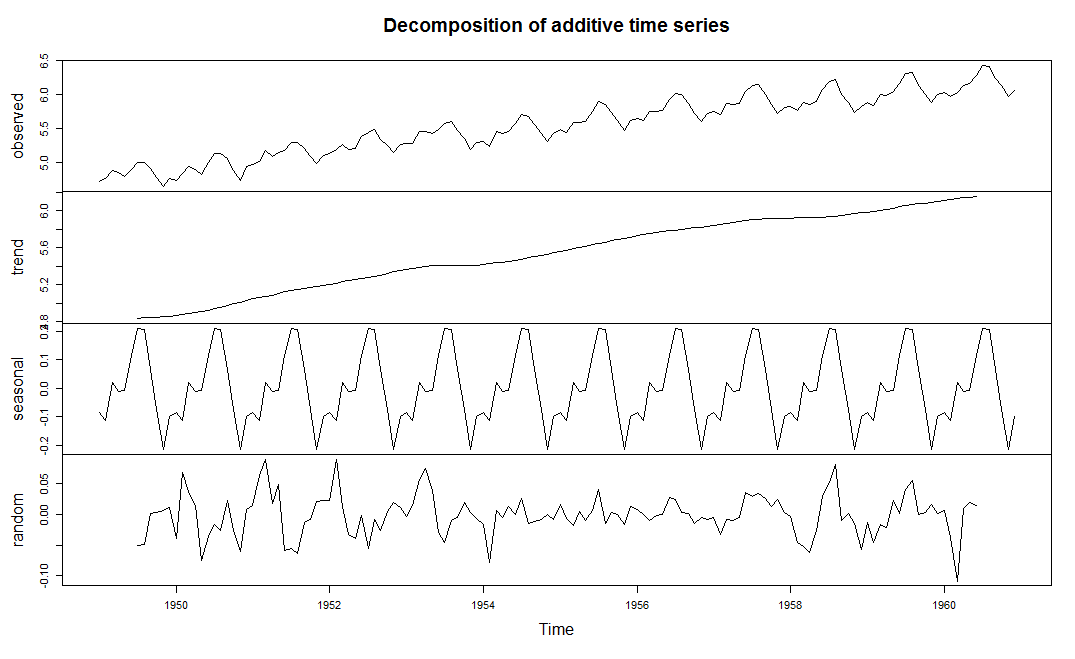 Decomposition of additive time series
observed
5.0 5.5 6.0 6.5
trend
4.8 5.2 5.6 6.0
seasonal
-0.2 -0.1 0.0 0.1 0.2
random
-0.10 0.00 0.05
1950 1952 1954 1956 1958 1960
Time